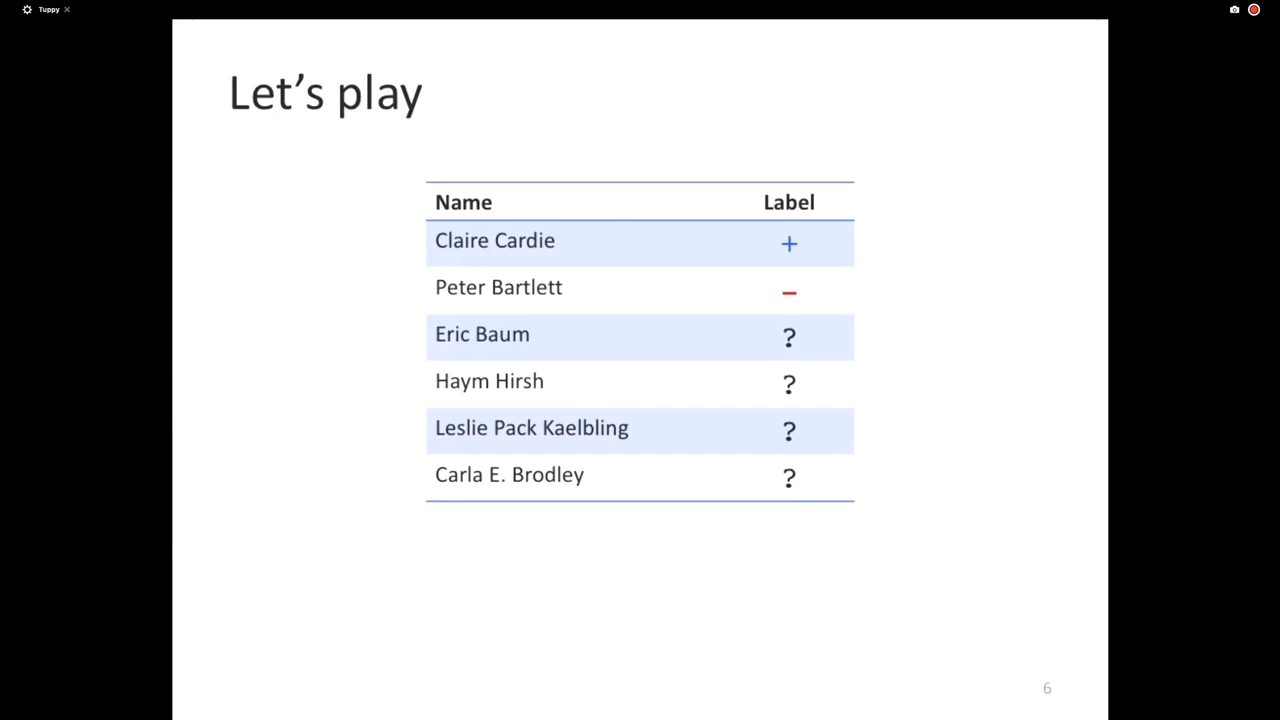 Tuppy
Let's play
Name Label
Claire Cardie +
Peter Bartlett –
Eric Baum ?
Haym Hirsh ?
Leslie Pack Kaelbling ?
Carla E. Brodley ?
6